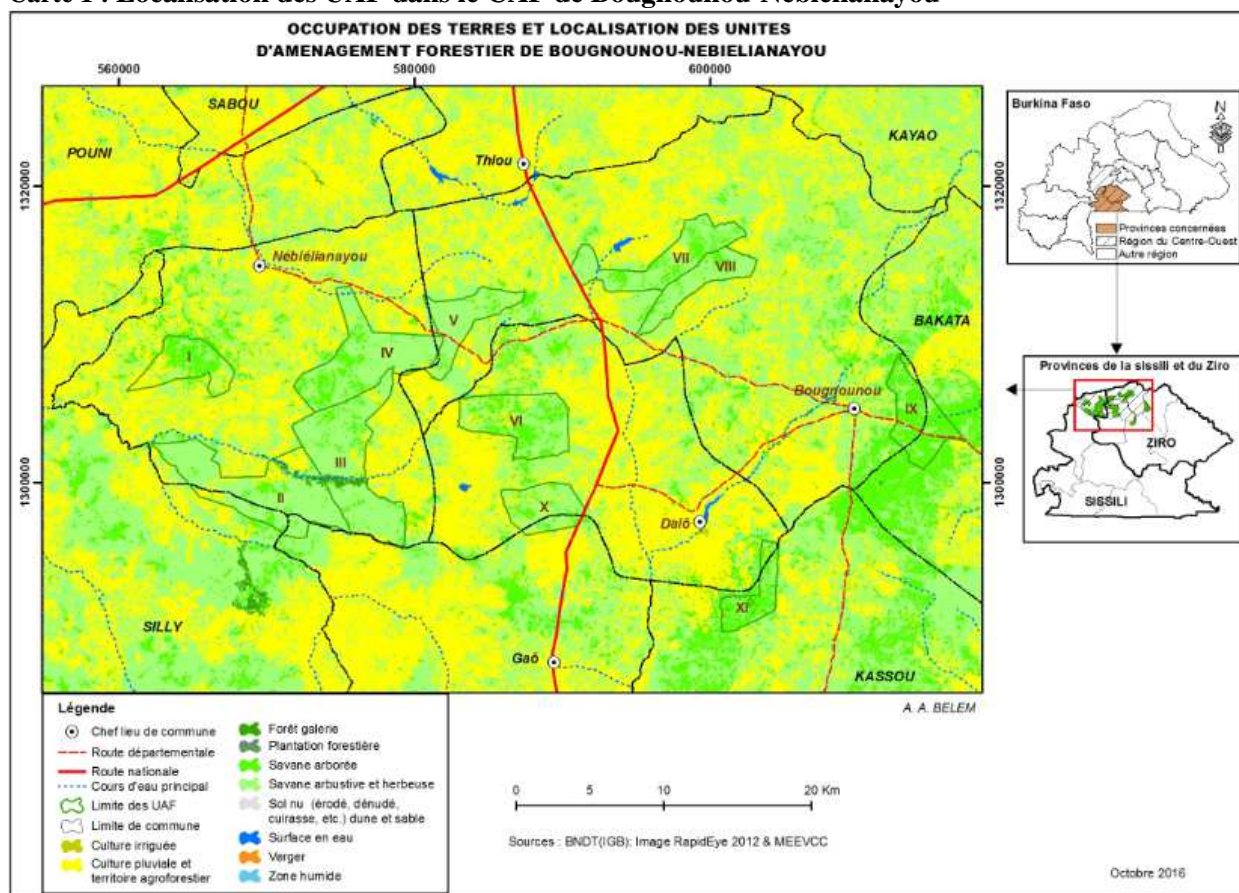 Carte 1 : Localisation des UAF dans le CAF de Bougnounou-Nébiélianayou
OCCUPATION DES TERRES ET LOCALISATION DES UNITES
D'AMENAGEMENT FORESTIER DE BOUGNOUNOU-NEBIELIANAYOU
560000
580000
600000
SABOU
POUNI
KAYAO
Thiou
1320000
1320000
Nébiélianayou
VII
VIII
V
BAKATA
IV
I
Bougnounou
IX
VI
III
1300000
1300000
II
X
Dalô
XI
SILLY
Gaô
KASSOU
A. A. BELEM
Burkina Faso
N
Provinces concernées
Région du Centre-Ouest
Autre région
Provinces de la sissili et du Ziro
ZIRO
SISSILI
Légende
Chef lieu de commune
Route départementale
Route nationale
Cours d'eau principal
Limite des UAF
Limite de commune
Culture irriguée
Culture pluviale et
territoire agroforestier
Forêt galerie
Plantation forestière
Savane arborée
Savane arbustive et herbeuse
Sol nu (érodé, dénudé,
cuirasse, etc.) dune et sable
Surface en eau
Verger
Zone humide
0 5 10 20 Km
Sources : BNDT(IGB); Image RapidEye 2012 & MEEVCC
Octobre 2016